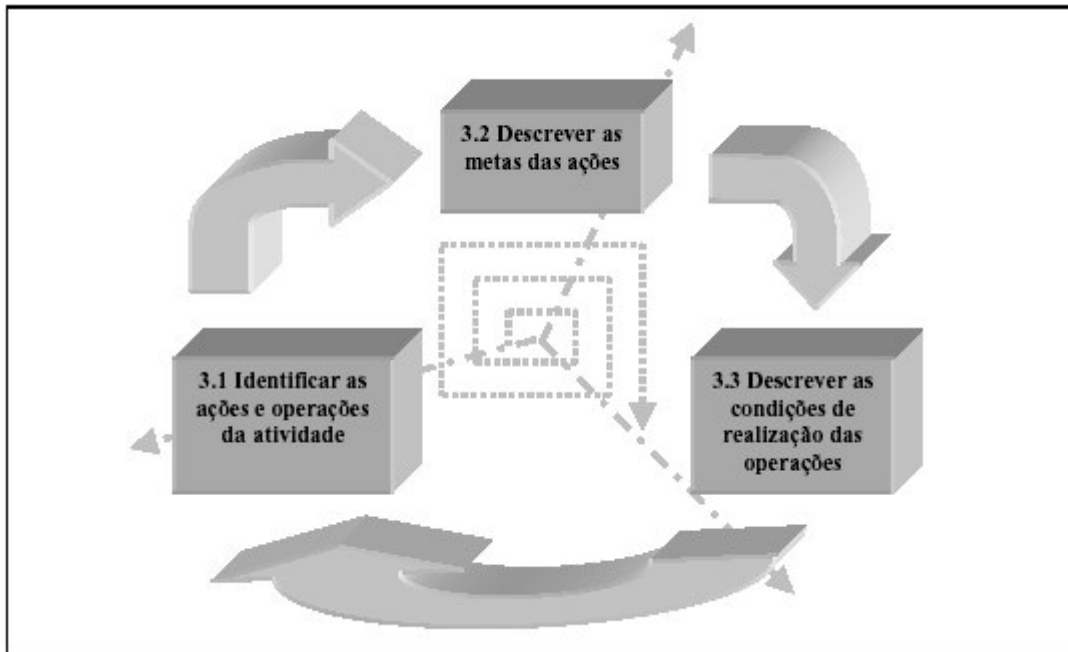 3.2 Descrever as
metas das ações
3.1 Identificar as
ações e operações
da atividade
3.3 Descrever as
condições de
realização das
operações